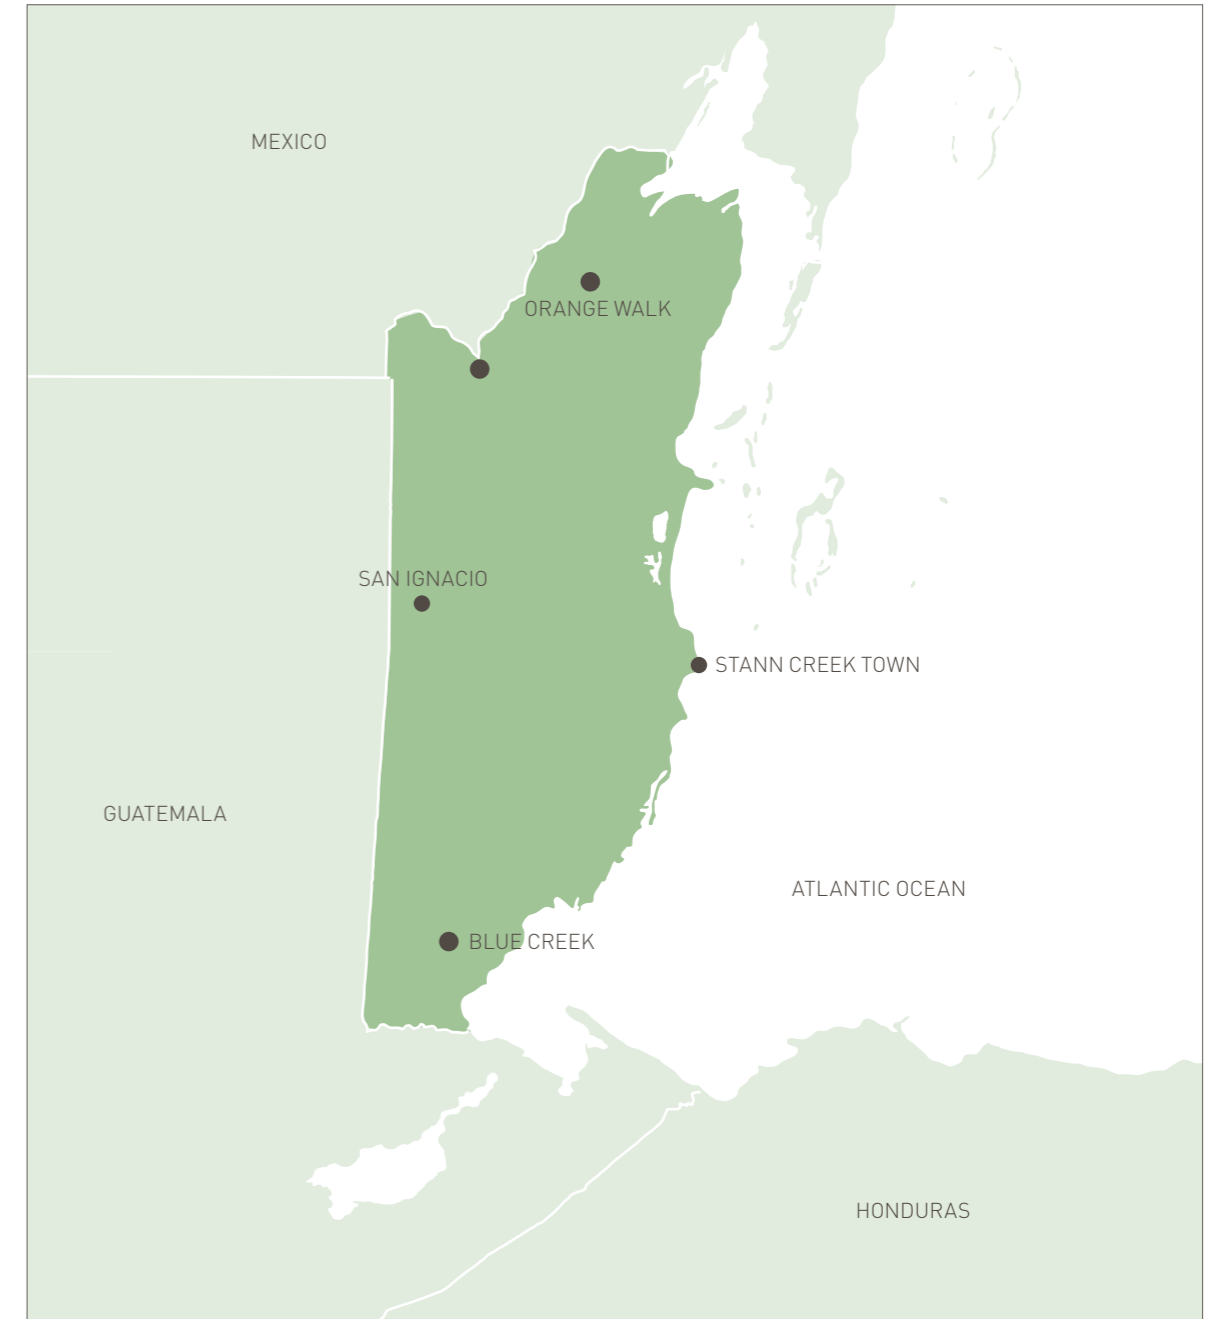 MEXICO
ORANGE WALK
SAN IGNACIO
STANN CREEK TOWN
GUATEMALA
ATLANTIC OCEAN
BLUE CREEK
HONDURAS